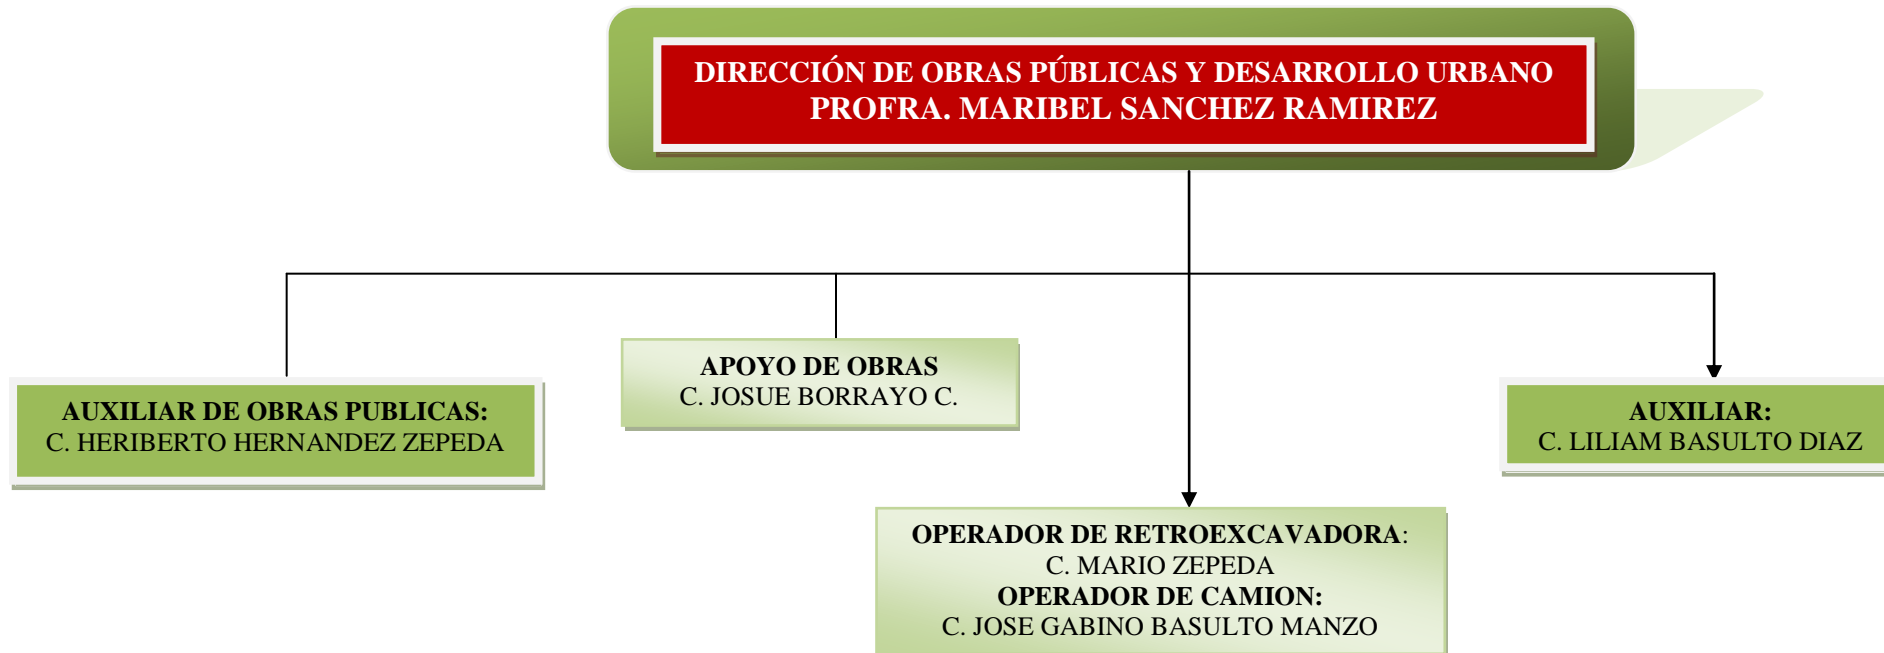 DIRECCIÓN DE OBRAS PÚBLICAS Y DESARROLLO URBANO
PROFRA. MARIBEL SANCHEZ RAMIREZ
APOYO DE OBRAS
C. JOSUE BORRAYO C.
AUXILIAR DE OBRAS PUBLICAS:
C. HERIBERTO HERNANDEZ ZEPEDA
AUXILIAR:
C. LILIAM BASULTO DIAZ
OPERADOR DE RETROEXCAVADORA:
C. MARIO ZEPEDA
OPERADOR DE CAMION:
C. JOSE GABINO BASULTO MANZO